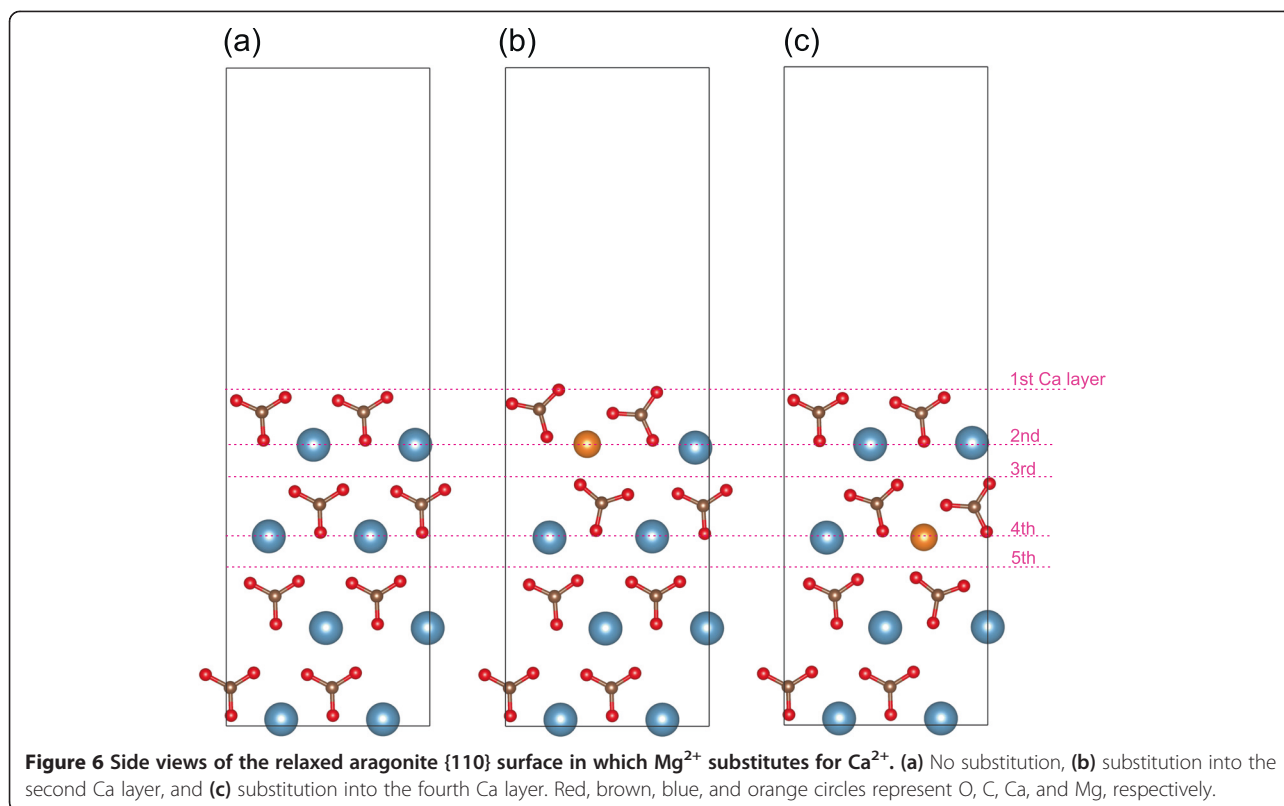 (a)
(b)
(c)
1st Ca layer
2nd
3rd
4th
5th
Figure 6 Side views of the relaxed aragonite {110} surface in which Mg²⁺ substitutes for Ca²⁺. (a) No substitution, (b) substitution into the
second Ca layer, and (c) substitution into the fourth Ca layer. Red, brown, blue, and orange circles represent O, C, Ca, and Mg, respectively.